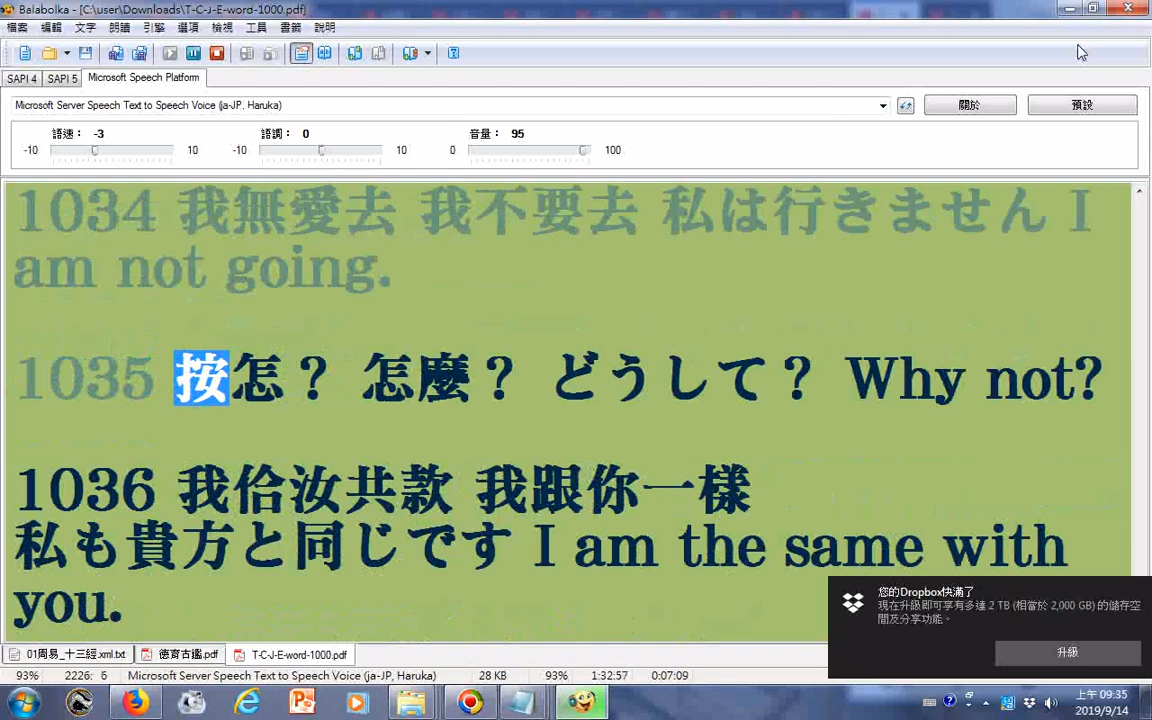 Balabolka - [C:\user\Downloads\T-C-J-E-word-1000.pdf]
檔案 編輯 文字 朗讀 引擎 選項 檢視 工具 書籤 說明
SAPI 4 SAPI 5 Microsoft Speech Platform
Microsoft Server Speech Text to Speech Voice (ja-JP, Haruka) 關於 預設
語速： -3 語調： 0 音量： 95
-10 10 -10 10 0 100
1034 我無愛去 我不要去 私は行きません I
am not going.
1035 按怎？ 怎麼？ どうして？ Why not?
1036 我佮汝共款 我跟你一樣
私も貴方と同じです I am the same with
you.
您的Dropbox快滿了
現在升級即可享有多達 2 TB (相當於 2,000 GB) 的儲存空
間及分享功能。
升級
01周易_十三經.xml.txt 德育古鑑.pdf T-C-J-E-word-1000.pdf
93% 2226: 6 Microsoft Server Speech Text to Speech Voice (ja-JP, Haruka) 28 KB 93% 1:32:57 0:07:09
上午 09:35
2019/9/14